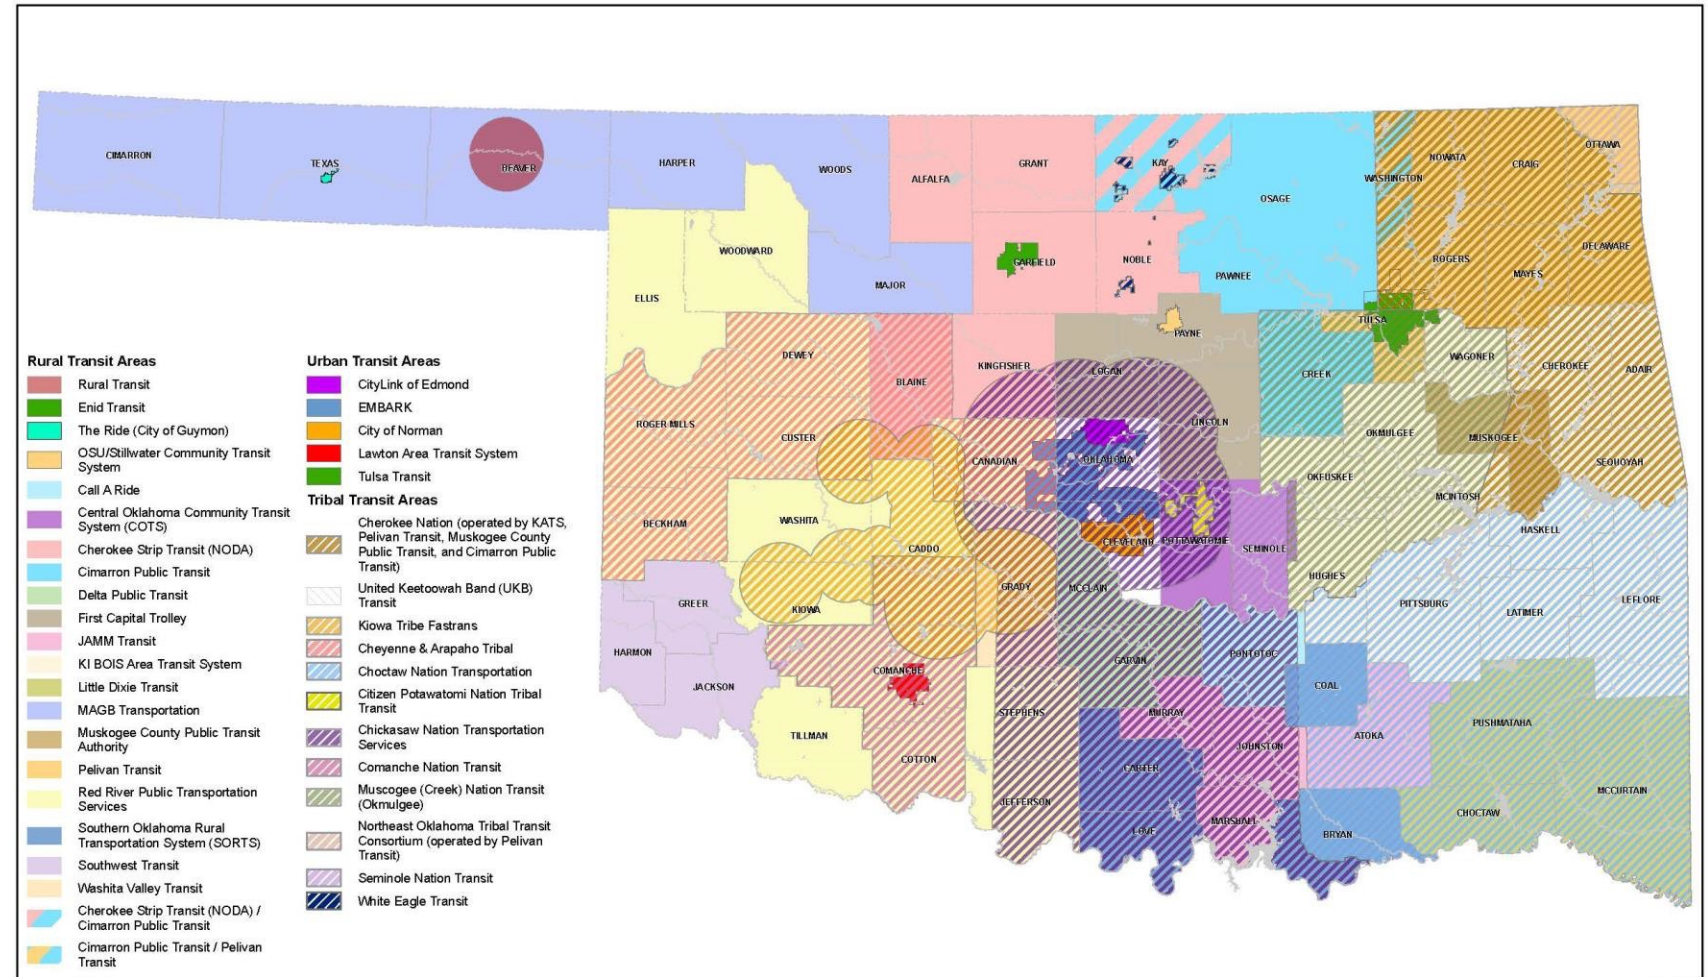 CIMARRON
TEXAS
BEAVER
HARPER
WOODS
ALFALFA
GRANT
KAY
OSAGE
WASHINGTON
NOWATA
CRAIG
OTTAWA
WOODWARD
ELLIS
MAJOR
GARFIELD
NOBLE
PAWNEE
ROGERS
MAYES
DELAWARE
DEWEY
BLAINE
KINGFISHER
LOGAN
PAYNE
CREEK
TULSA
WAGONER
CHEROKEE
ADAIR
ROGER MILLS
CUSTER
CANADIAN
OKLAHOMA
LINCOLN
OKFUSKEE
OKMULGEE
MUSKOGEE
MCINTOSH
SEQUOYAH
BECKHAM
WASHITA
CADDO
GRADY
CLEVELAND
POTTAWATOMIE
SEMINOLE
HUGHES
HASKELL
GREER
KIOWA
MCCLAIN
PITTSBURG
LATIMER
LEFLORE
HARMON
JACKSON
COMANCHE
GARVIN
PONTOTOC
COAL
TILLMAN
COTTON
STEPHENS
MURRAY
JOHNSTON
ATOKA
PUSHMATAHA
JEFFERSON
CARTER
LOVE
MARSHALL
BRYAN
CHOCTAW
MCCURTAIN
Rural Transit Areas
Rural Transit
Enid Transit
The Ride (City of Guymon)
OSU/Stillwater Community Transit
System
Call A Ride
Central Oklahoma Community Transit
System (COTS)
Cherokee Strip Transit (NODA)
Cimarron Public Transit
Delta Public Transit
First Capital Trolley
JAMM Transit
KI BOIS Area Transit System
Little Dixie Transit
MAGB Transportation
Muskogee County Public Transit
Authority
Pelivan Transit
Red River Public Transportation
Services
Southern Oklahoma Rural
Transportation System (SORTS)
Southwest Transit
Washita Valley Transit
Cherokee Strip Transit (NODA) /
Cimarron Public Transit
Cimarron Public Transit / Pelivan
Transit
Urban Transit Areas
CityLink of Edmond
EMBARK
City of Norman
Lawton Area Transit System
Tulsa Transit
Tribal Transit Areas
Cherokee Nation (operated by KATS,
Pelivan Transit, Muskogee County
Public Transit, and Cimarron Public
Transit)
United Keetoowah Band (UKB)
Transit
Kiowa Tribe Fastrans
Cheyenne & Arapaho Tribal
Choctaw Nation Transportation
Citizen Potawatomi Nation Tribal
Transit
Chickasaw Nation Transportation
Services
Comanche Nation Transit
Muscogee (Creek) Nation Transit
(Okmulgee)
Northeast Oklahoma Tribal Transit
Consortium (operated by Pelivan
Transit)
Seminole Nation Transit
White Eagle Transit